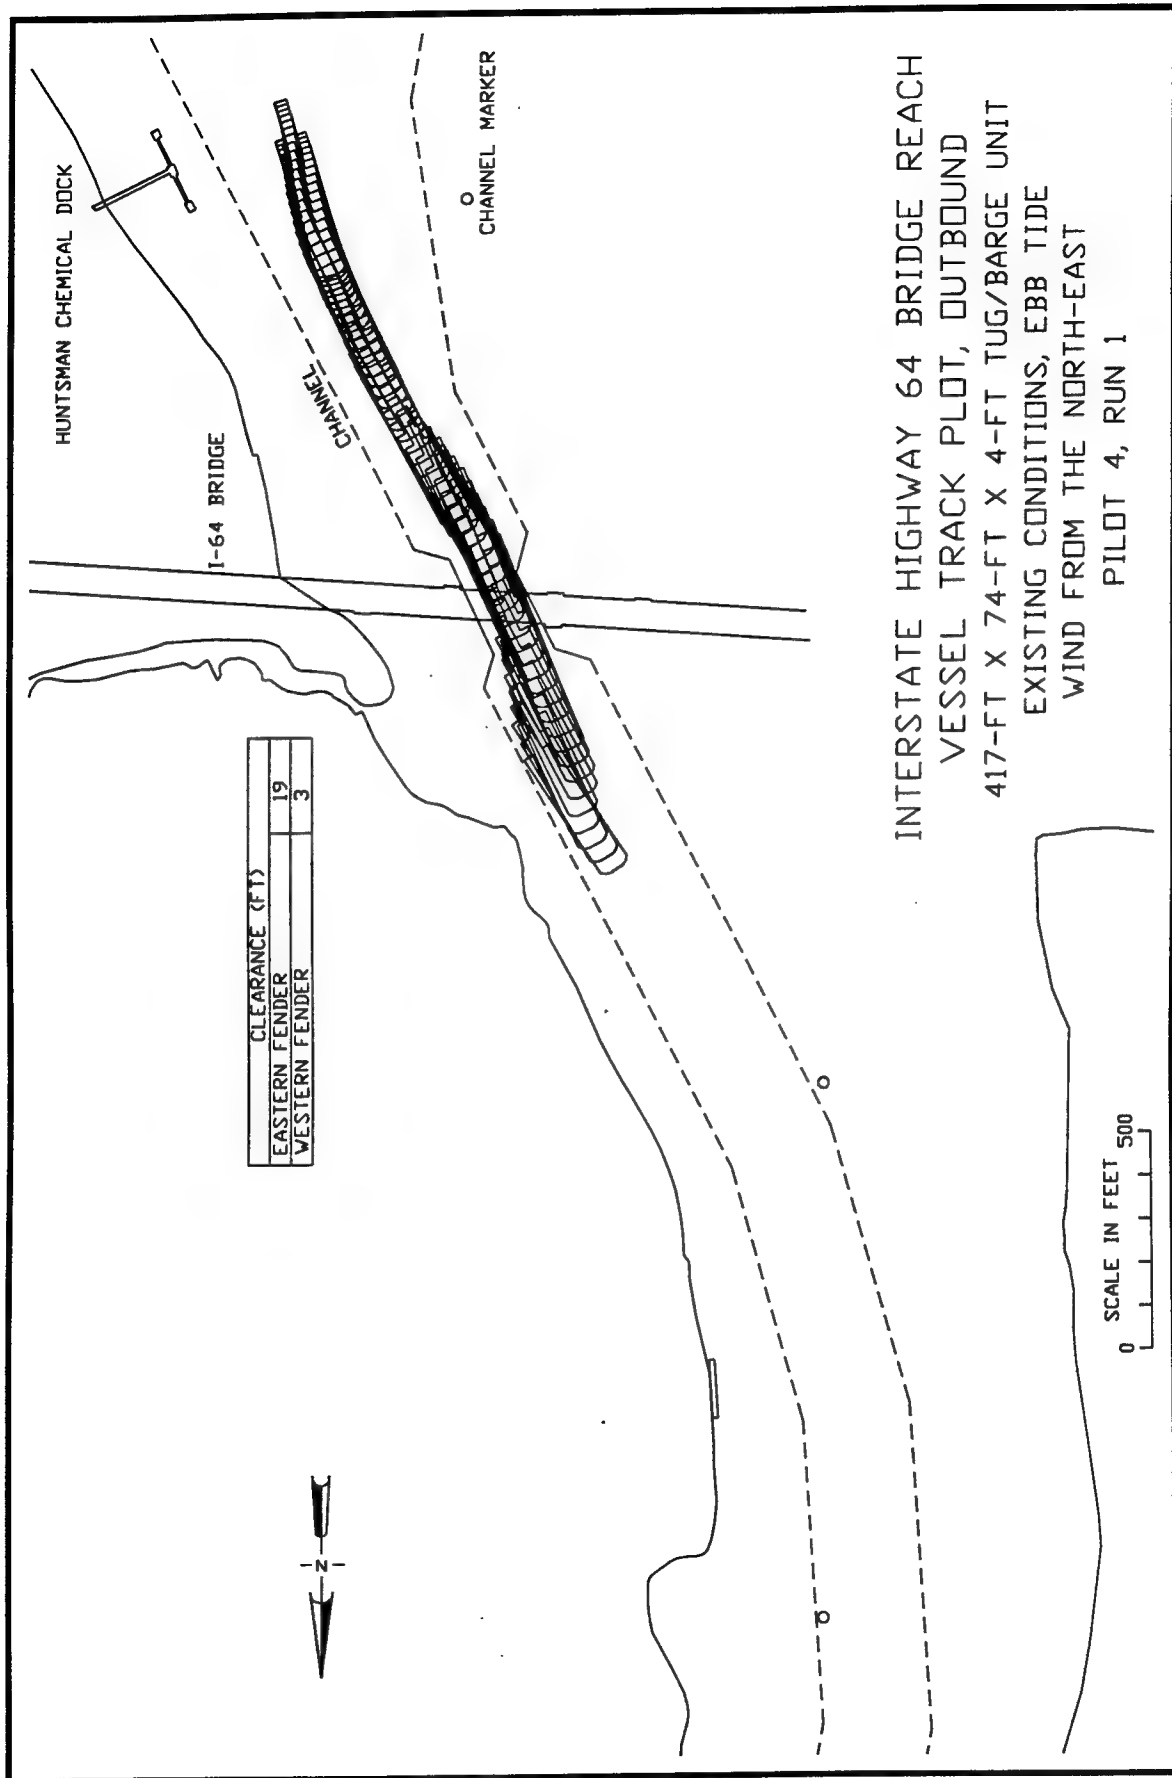 HUNTSMAN CHEMICAL DOCK
I-64 BRIDGE
CHANNEL
CHANNEL MARKER
CLEARANCE (FT)
EASTERN FENDER 19
WESTERN FENDER 3
-N-
SCALE IN FEET
0 500
INTERSTATE HIGHWAY 64 BRIDGE REACH
VESSEL TRACK PLOT, OUTBOUND
417-FT X 74-FT X 4-FT TUG/BARGE UNIT
EXISTING CONDITIONS, EBB TIDE
WIND FROM THE NORTH-EAST
PILOT 4, RUN 1